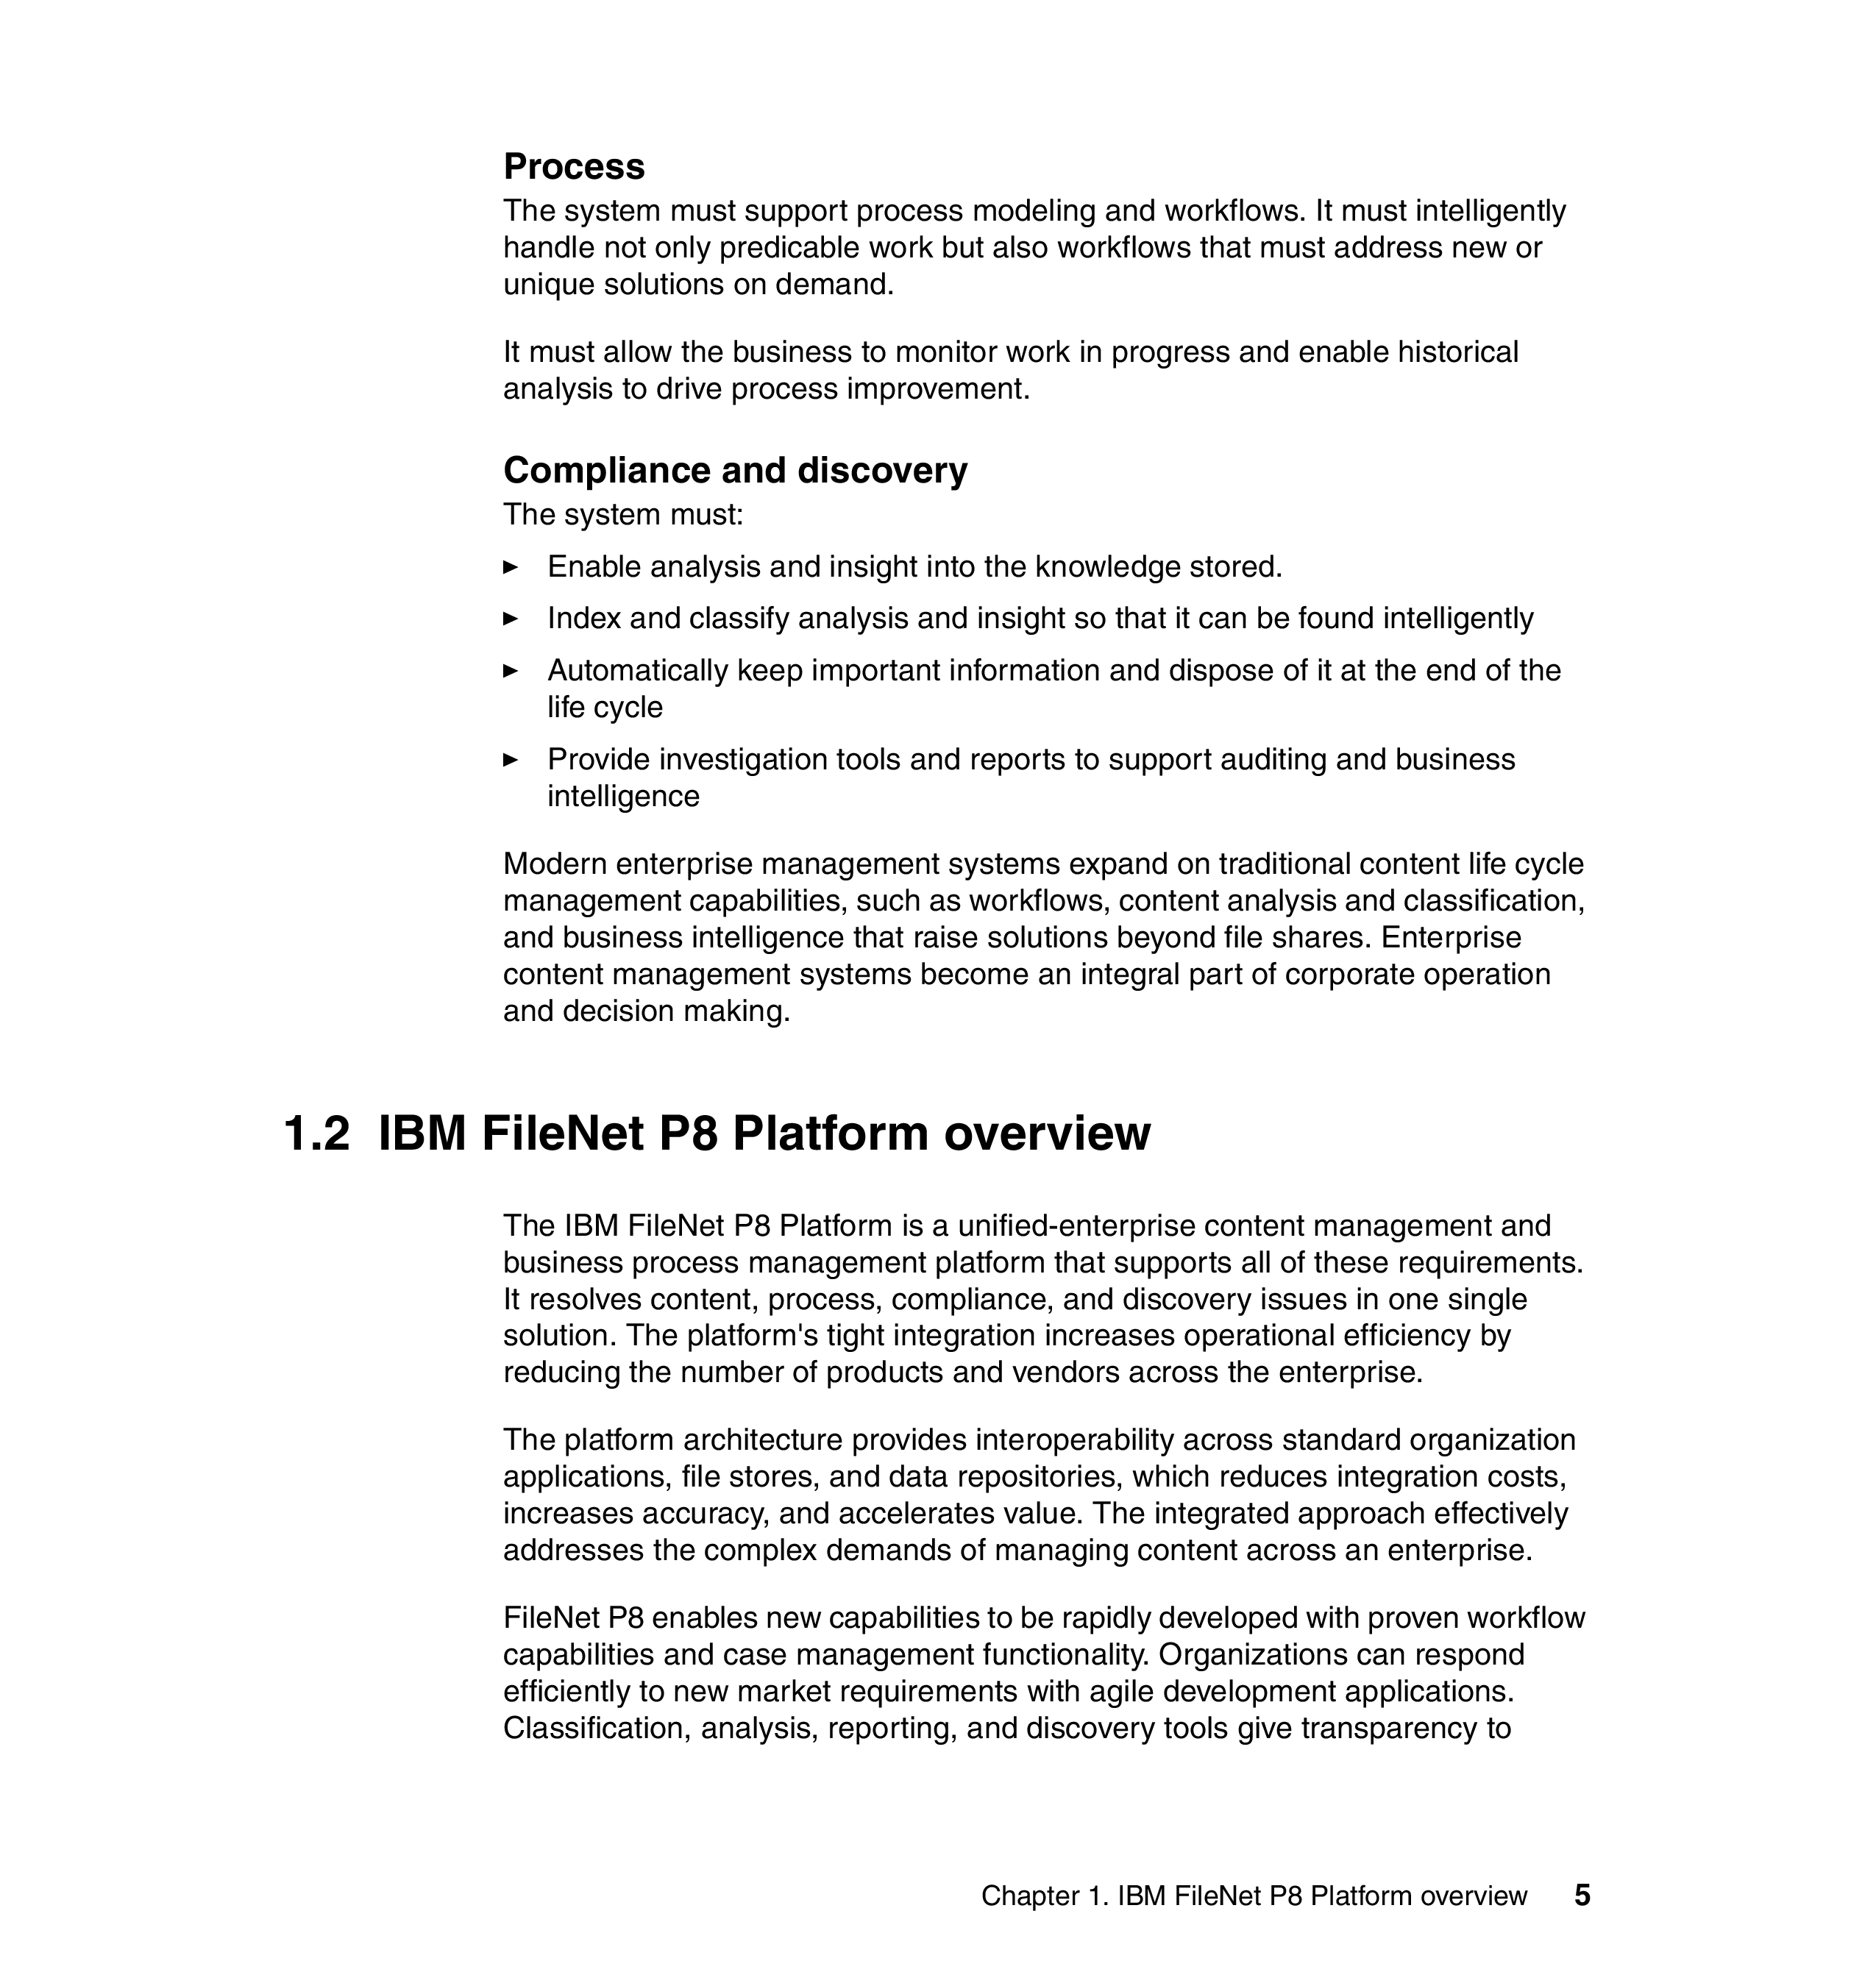 Process
The system must support process modeling and workflows. It must intelligently
handle not only predicable work but also workflows that must address new or
unique solutions on demand.
It must allow the business to monitor work in progress and enable historical
analysis to drive process improvement.
Compliance and discovery
The system must:
► Enable analysis and insight into the knowledge stored.
► Index and classify analysis and insight so that it can be found intelligently
► Automatically keep important information and dispose of it at the end of the
life cycle
► Provide investigation tools and reports to support auditing and business
intelligence
Modern enterprise management systems expand on traditional content life cycle
management capabilities, such as workflows, content analysis and classification,
and business intelligence that raise solutions beyond file shares. Enterprise
content management systems become an integral part of corporate operation
and decision making.
1.2 IBM FileNet P8 Platform overview
The IBM FileNet P8 Platform is a unified-enterprise content management and
business process management platform that supports all of these requirements.
It resolves content, process, compliance, and discovery issues in one single
solution. The platform's tight integration increases operational efficiency by
reducing the number of products and vendors across the enterprise.
The platform architecture provides interoperability across standard organization
applications, file stores, and data repositories, which reduces integration costs,
increases accuracy, and accelerates value. The integrated approach effectively
addresses the complex demands of managing content across an enterprise.
FileNet P8 enables new capabilities to be rapidly developed with proven workflow
capabilities and case management functionality. Organizations can respond
efficiently to new market requirements with agile development applications.
Classification, analysis, reporting, and discovery tools give transparency to
Chapter 1. IBM FileNet P8 Platform overview 5